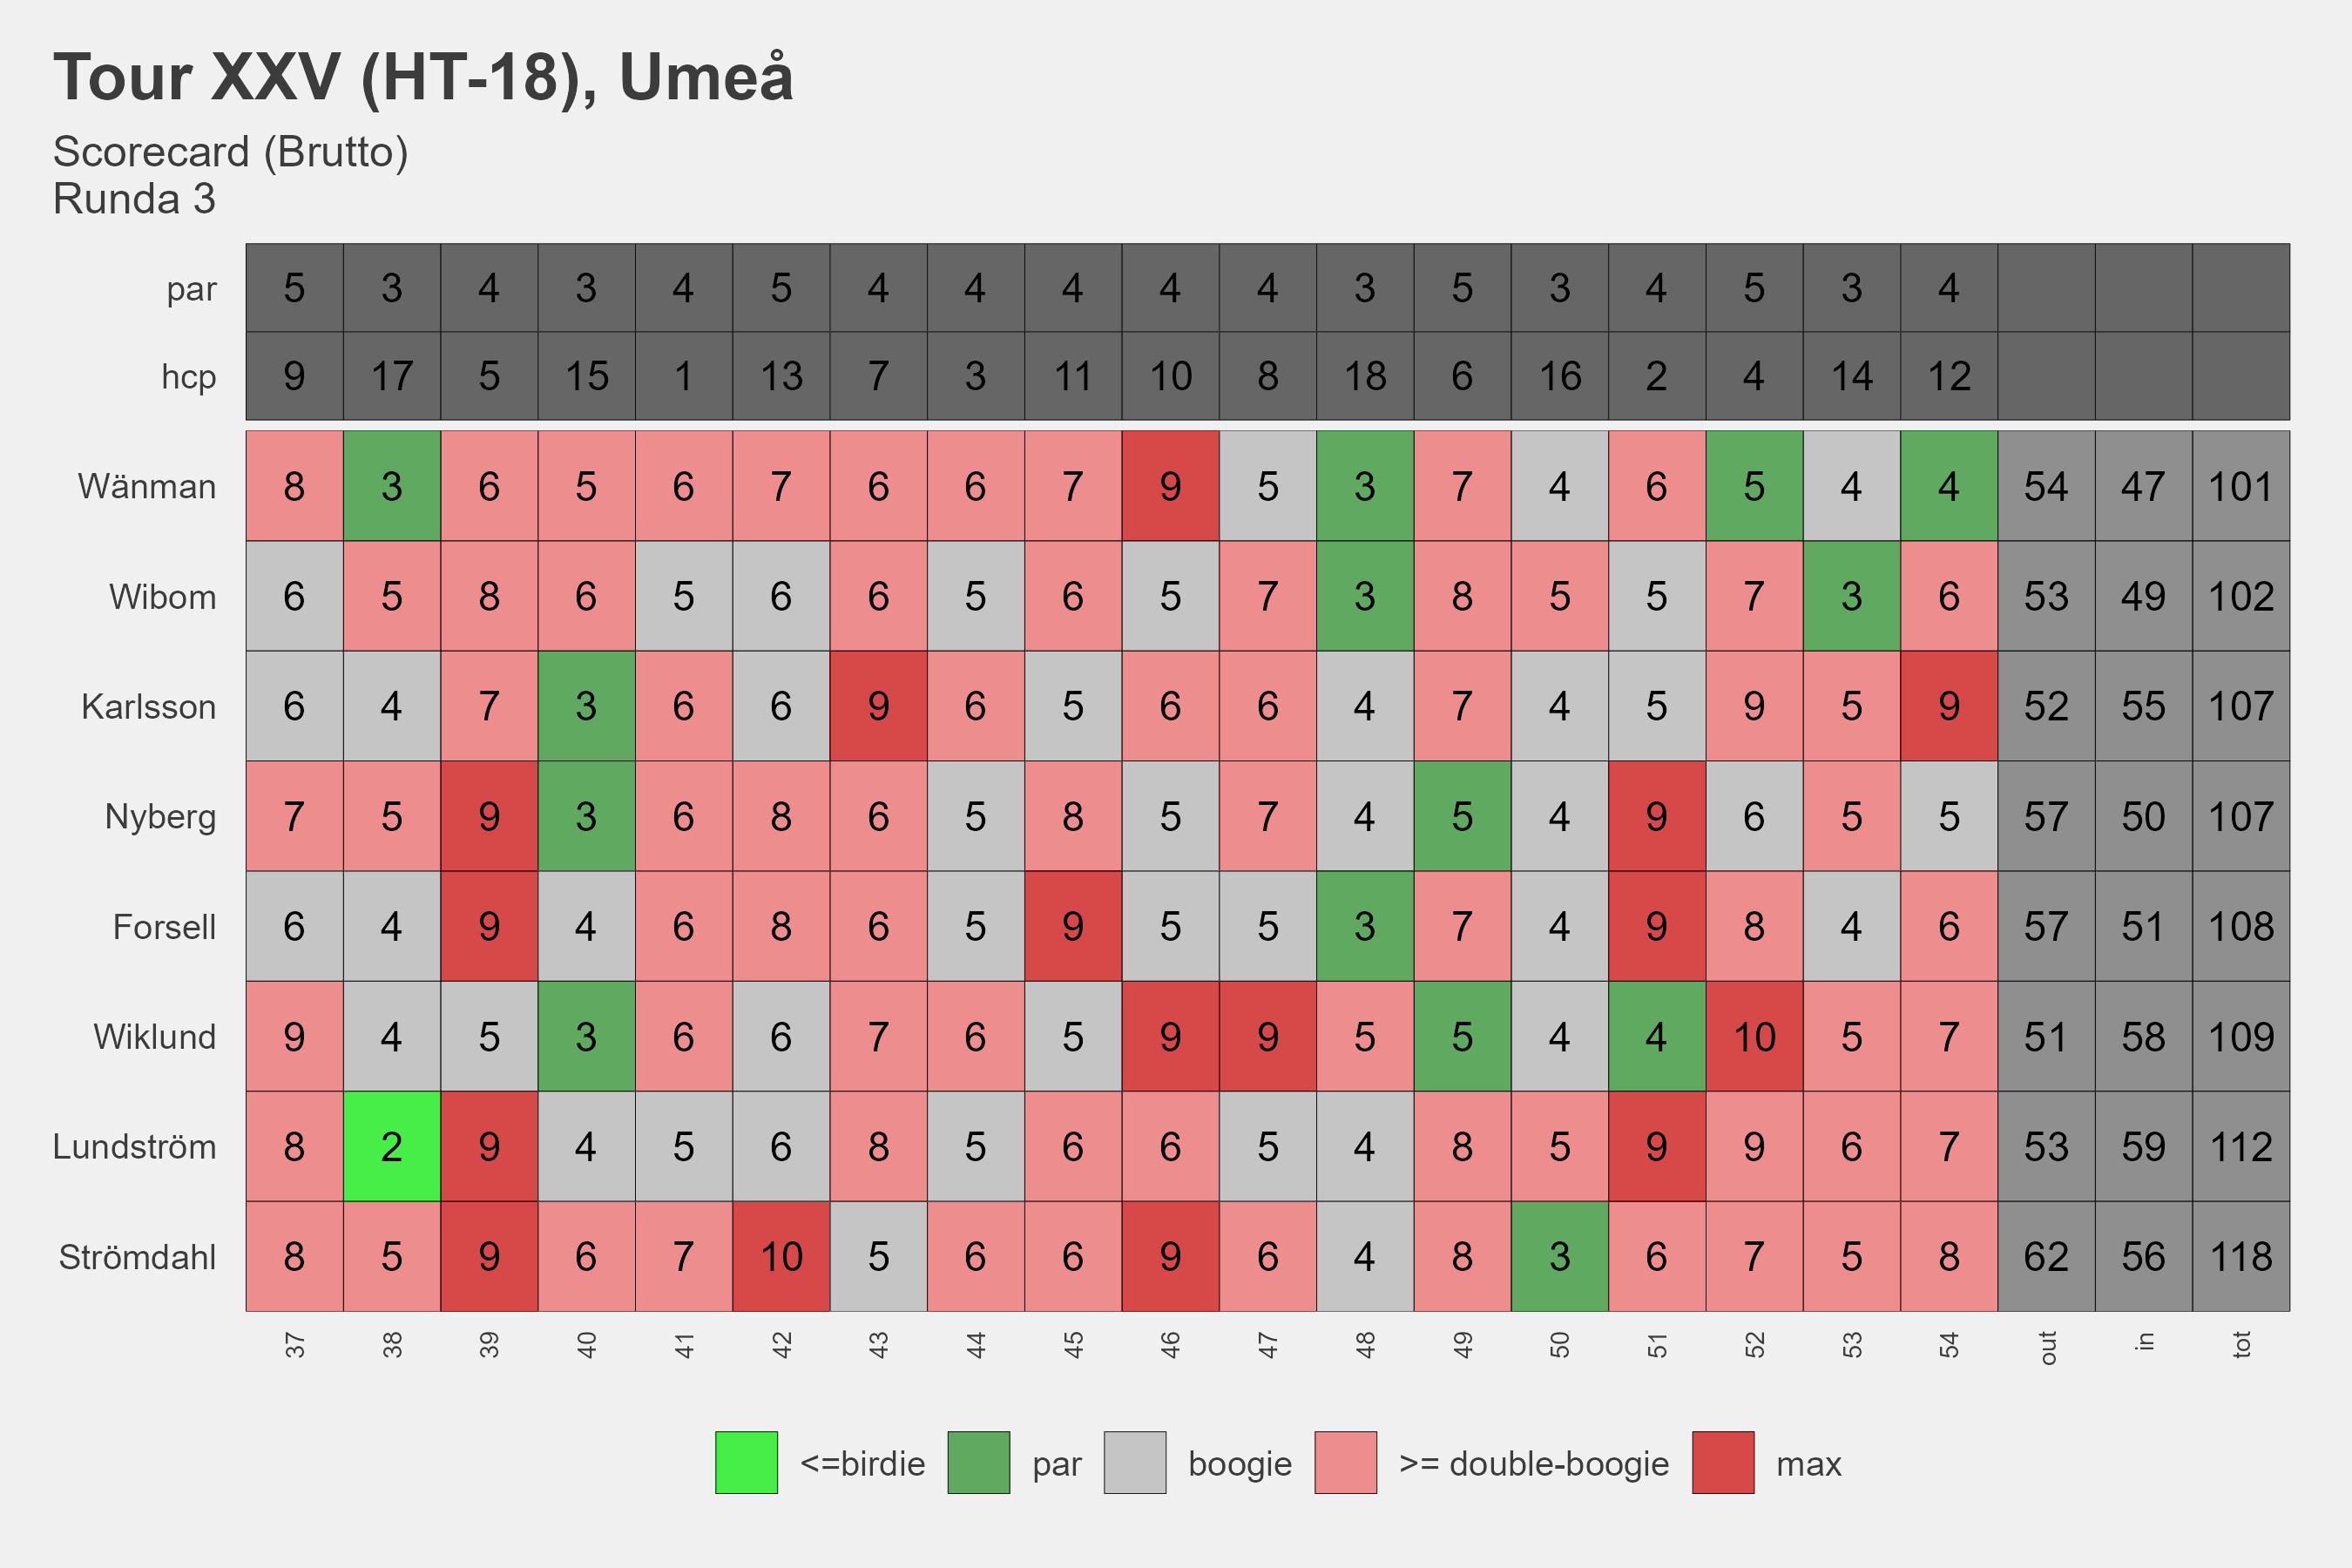 Tour XXV (HT-18), Umeå
Scorecard (Brutto)
Runda 3
par 5 3 4 3 4 5 4 4 4 4 4 3 5 3 4 5 3 4
hcp 9 17 5 15 1 13 7 3 11 10 8 18 6 16 2 4 14 12
Wänman 8 3 6 5 6 7 6 6 7 9 5 3 7 4 6 5 4 4 54 47 101
Wibom 6 5 8 6 5 6 6 5 6 5 7 3 8 5 5 7 3 6 53 49 102
Karlsson 6 4 7 3 6 6 9 6 5 6 6 4 7 4 5 9 5 9 52 55 107
Nyberg 7 5 9 3 6 8 6 5 8 5 7 4 5 4 9 6 5 5 57 50 107
Forsell 6 4 9 4 6 8 6 5 9 5 5 3 7 4 9 8 4 6 57 51 108
Wiklund 9 4 5 3 6 6 7 6 5 9 9 5 5 4 4 10 5 7 51 58 109
Lundström 8 2 9 4 5 6 8 5 6 6 5 4 8 5 9 9 6 7 53 59 112
Strömdahl 8 5 9 6 7 10 5 6 6 9 6 4 8 3 6 7 5 8 62 56 118
37 38 39 40 41 42 43 44 45 46 47 48 49 50 51 52 53 54 out in tot
<=birdie par boogie >= double-boogie max